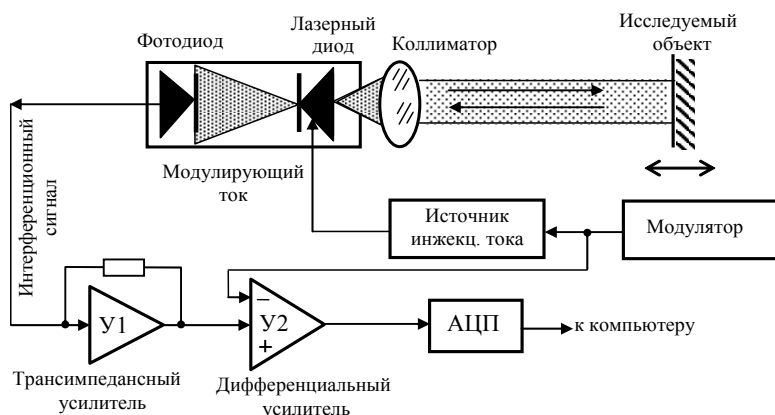 Исследуемый
объект
Лазерный
диод
Фотодиод
Коллиматор
Модулирующий
ток
Интерференционный
сигнал
Источник
инжекц. тока
Модулятор
У1
−
У2
+
АЦП
к компьютеру
Трансимпедансный
усилитель
Дифференциальный
усилитель